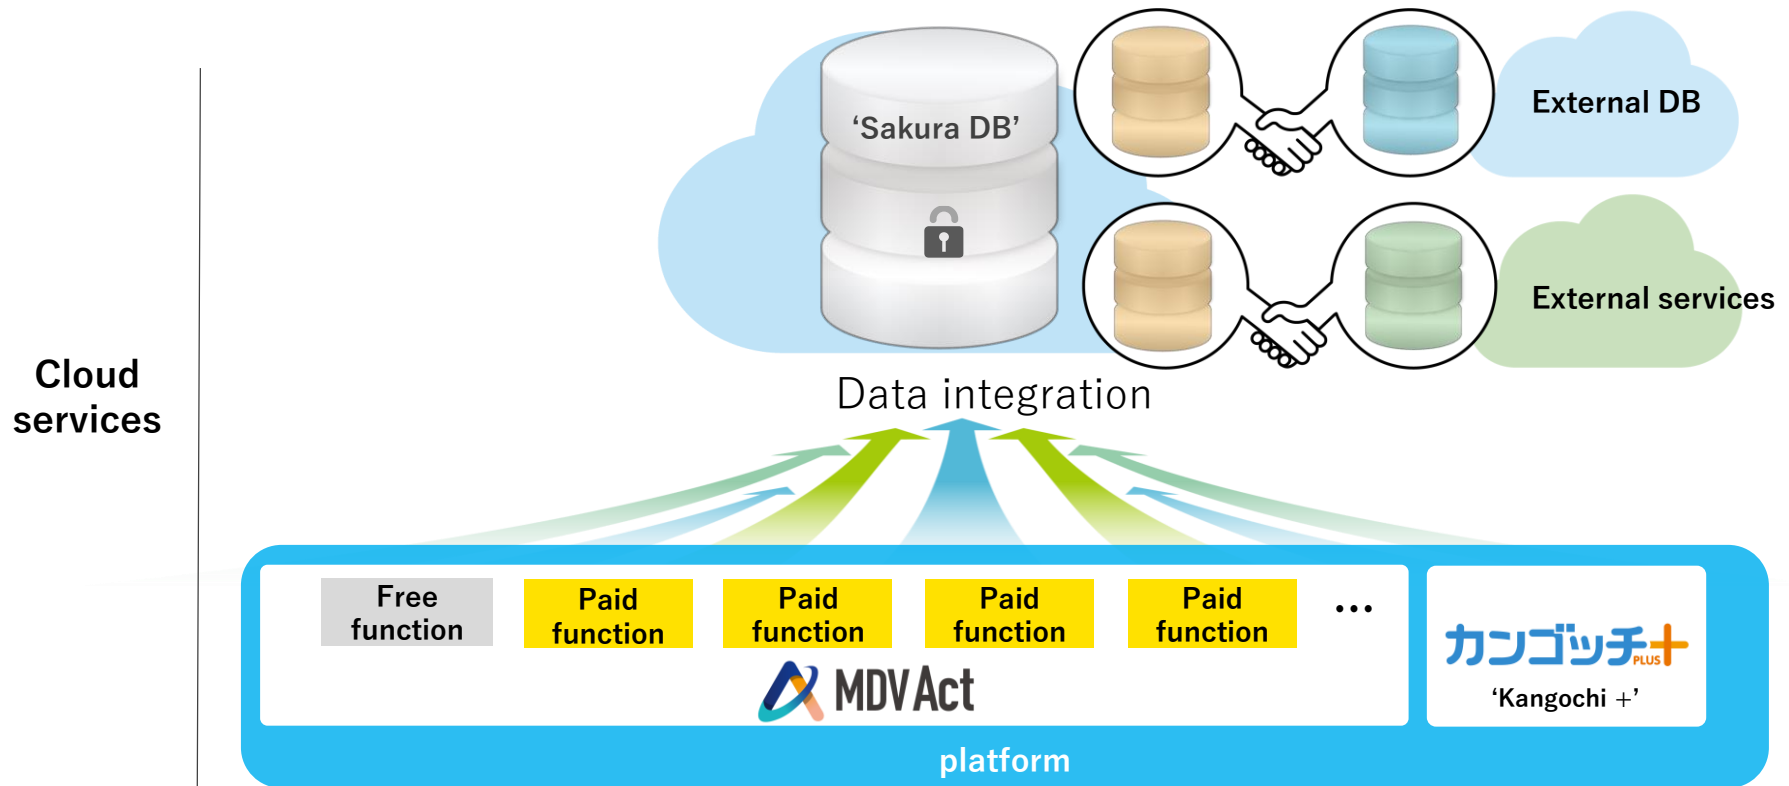 ‘Sakura DB’
External DB
External services
Cloud
services
Data integration
Free
function
Paid
function
Paid
function
Paid
function
Paid
function
...
MDV Act
カンゴッチ+
PLUS
‘Kangochi +’
platform